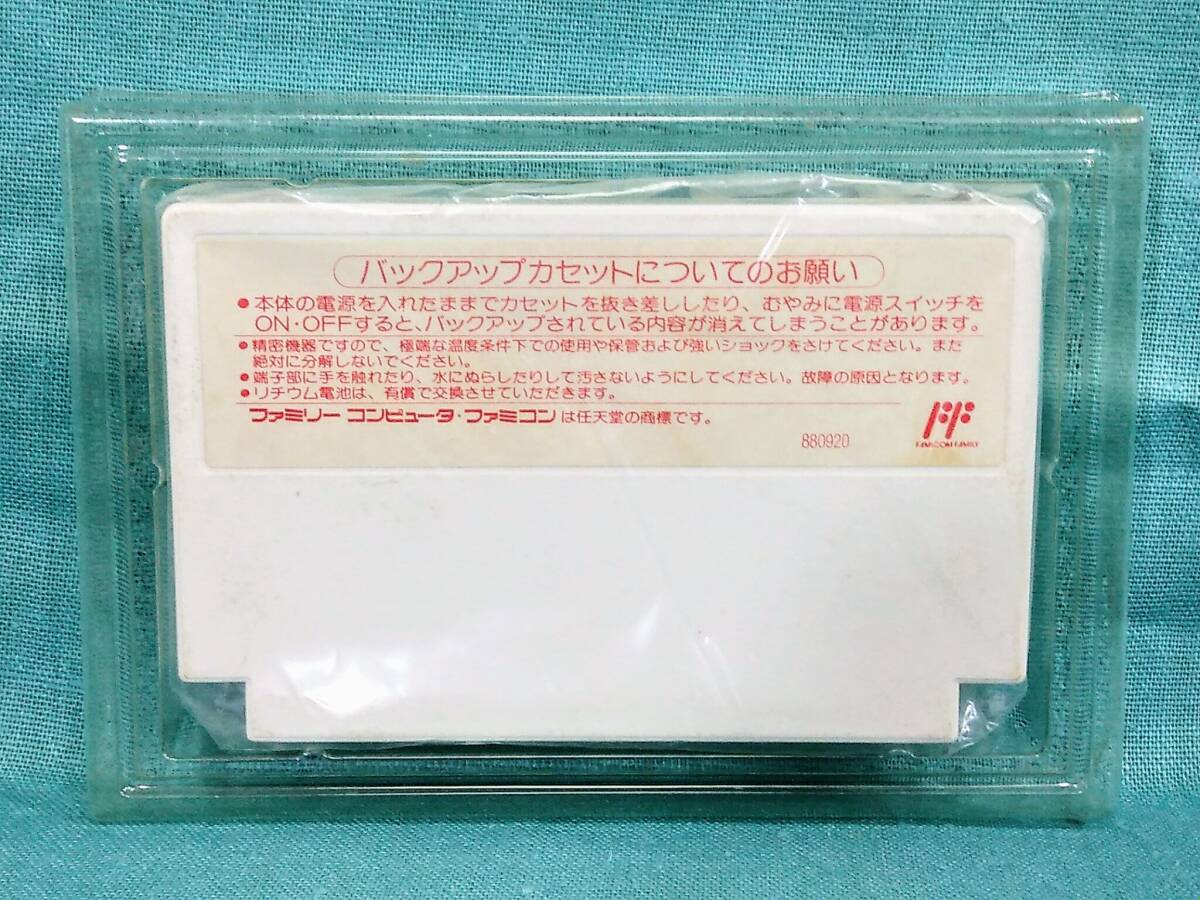 バックアップカセットについてのお願い
●本体の電源を入れたままでカセットを抜き差ししたり、むやみに電源スイッチを
ON・OFFすると、バックアップされている内容が消えてしまうことがあります。
●精密機器ですので、極端な温度条件下での使用や保管および強いショックをさけてください。また
絶対に分解しないでください。
●端子部に手を触れたり、水にぬらしたりして汚さないようにしてください。故障の原因となります。
●リチウム電池は、有償で交換させていただきます。
ファミリーコンピュータ・ファミコンは任天堂の商標です。
880920
FF
FAMICOM FAMILY